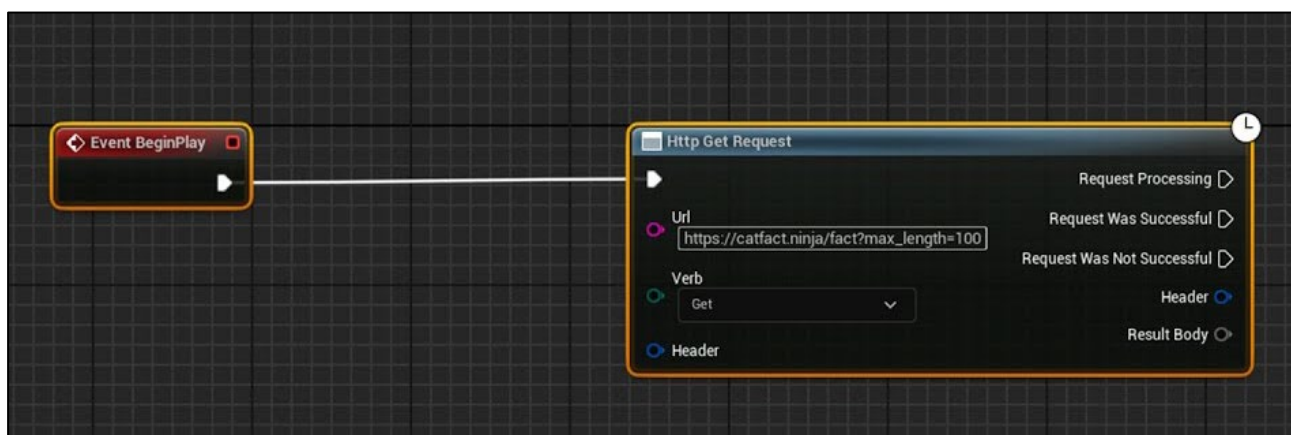 Event BeginPlay
Http Get Request
Request Processing
Url
https://catfact.ninja/fact?max_length=100
Request Was Successful
Request Was Not Successful
Verb
Get
Header
Result Body
Header